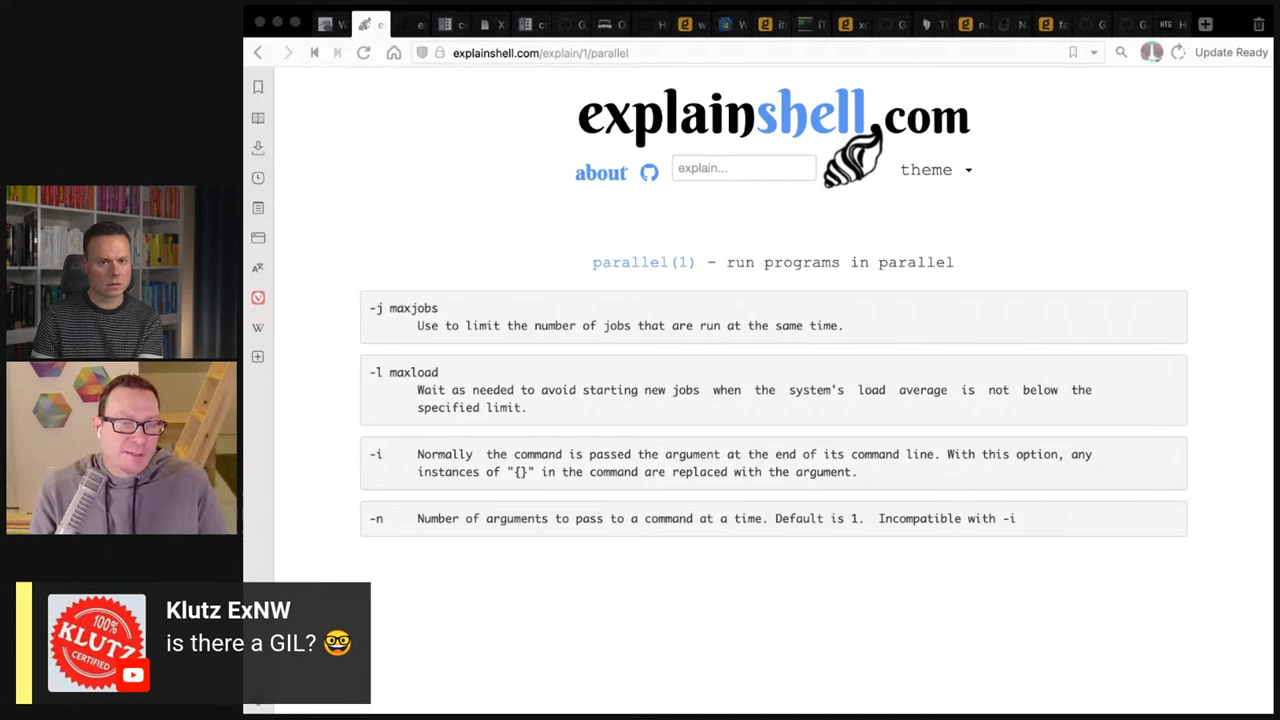 explainshell.com/explain/1/parallel
Update Ready
explainshell.com
about
explain...
theme
parallel(1) - run programs in parallel
-j maxjobs
Use to limit the number of jobs that are run at the same time.
-l maxload
Wait as needed to avoid starting new jobs when the system's load average is not below the
specified limit.
-i Normally the command is passed the argument at the end of its command line. With this option, any
instances of "{}" in the command are replaced with the argument.
-n Number of arguments to pass to a command at a time. Default is 1. Incompatible with -i
Klutz ExNW
is there a GIL? 🤓
100%
KLUTZ
CERTIFIED